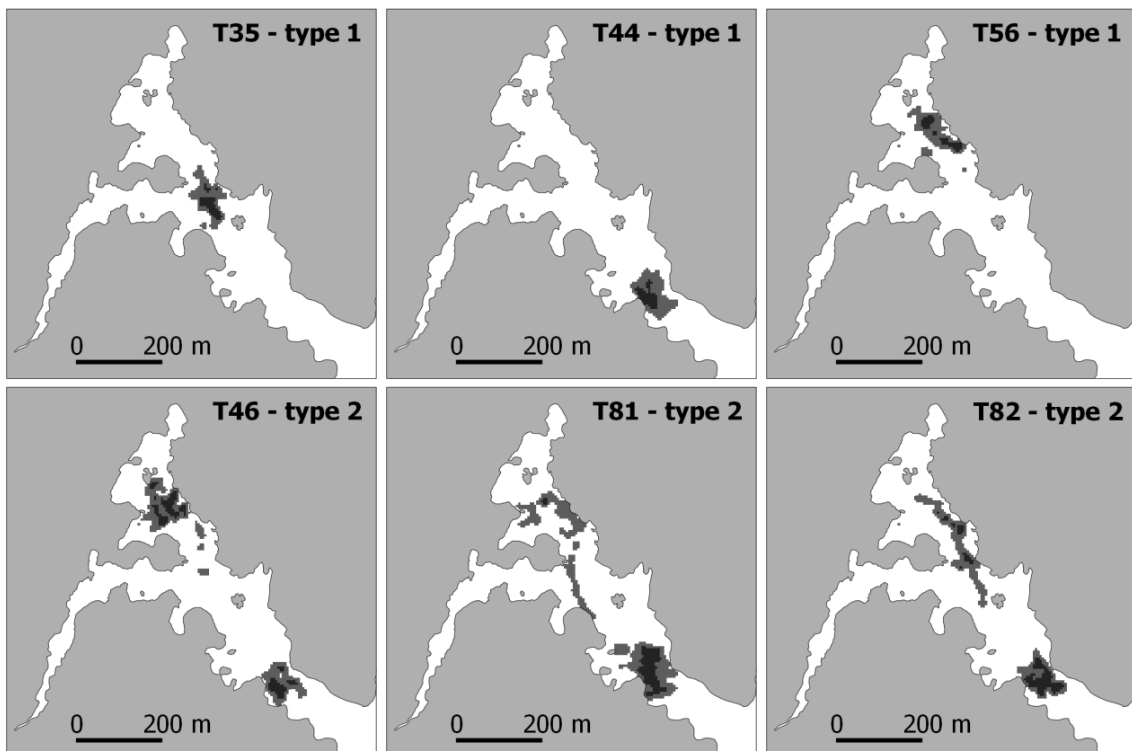 T35 - type 1
0 200 m
T44 - type 1
0 200 m
T56 - type 1
0 200 m
T46 - type 2
0 200 m
T81 - type 2
0 200 m
T82 - type 2
0 200 m